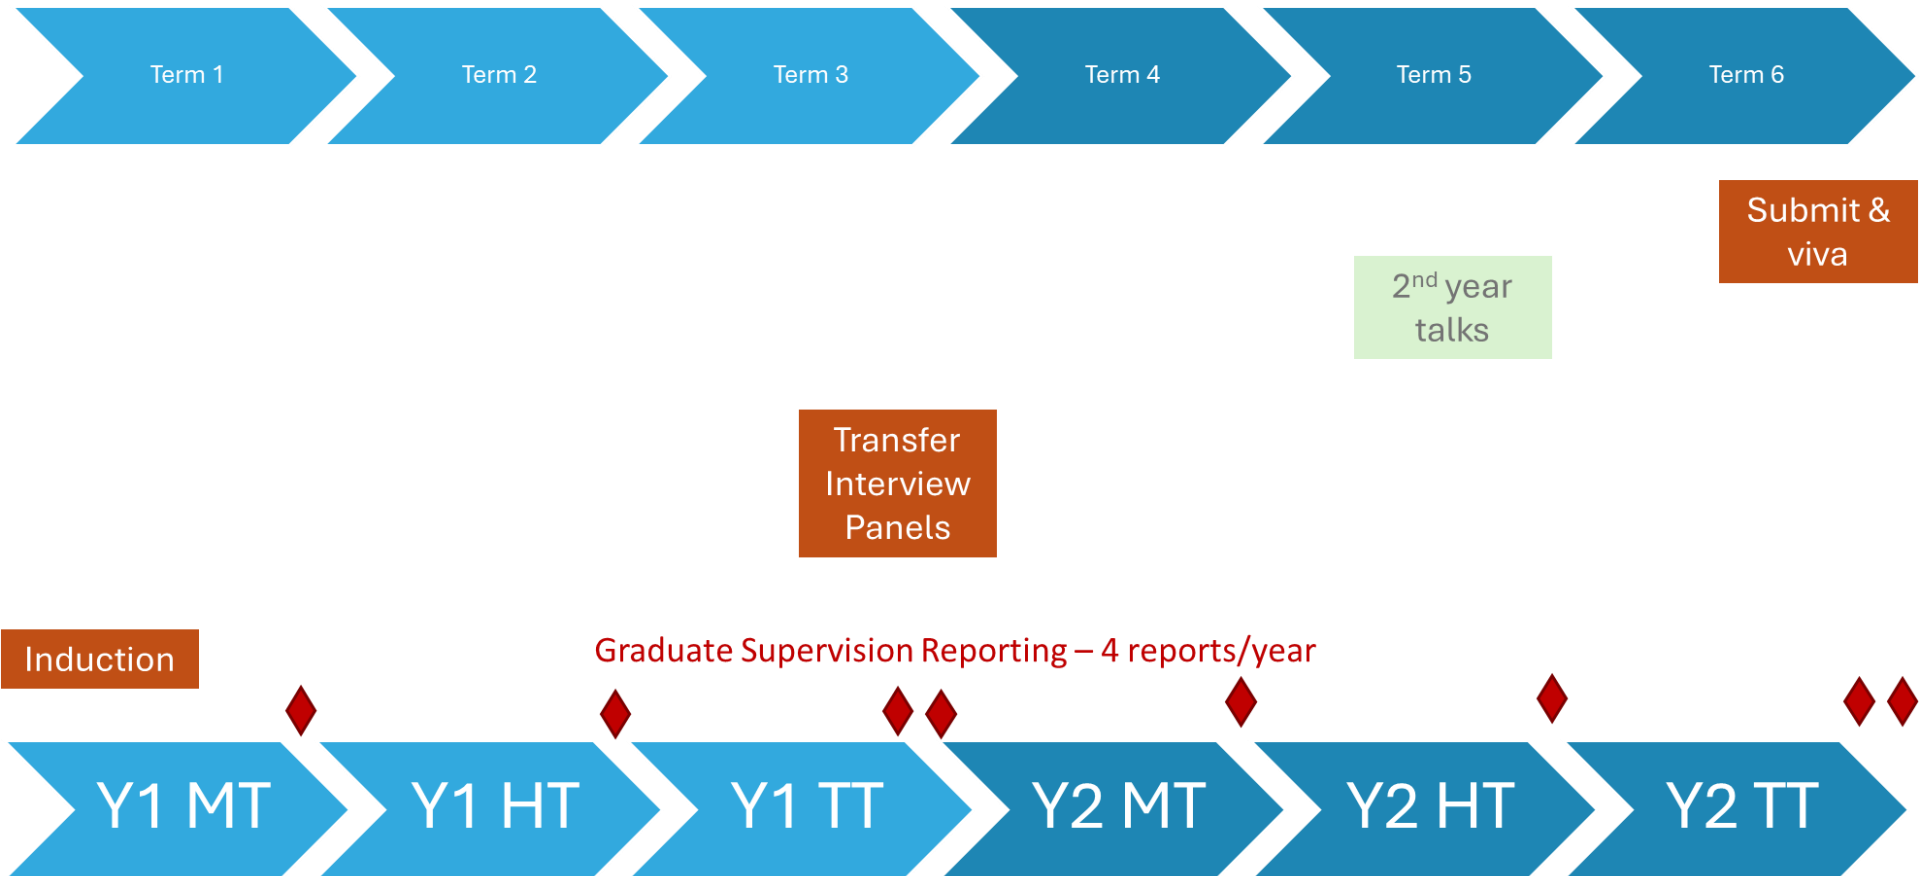 Term 1
Term 2
Term 3
Term 4
Term 5
Term 6
Submit &
viva
2nd year
talks
Transfer
Interview
Panels
Induction
Graduate Supervision Reporting – 4 reports/year
Y1 MT
Y1 HT
Y1 TT
Y2 MT
Y2 HT
Y2 TT